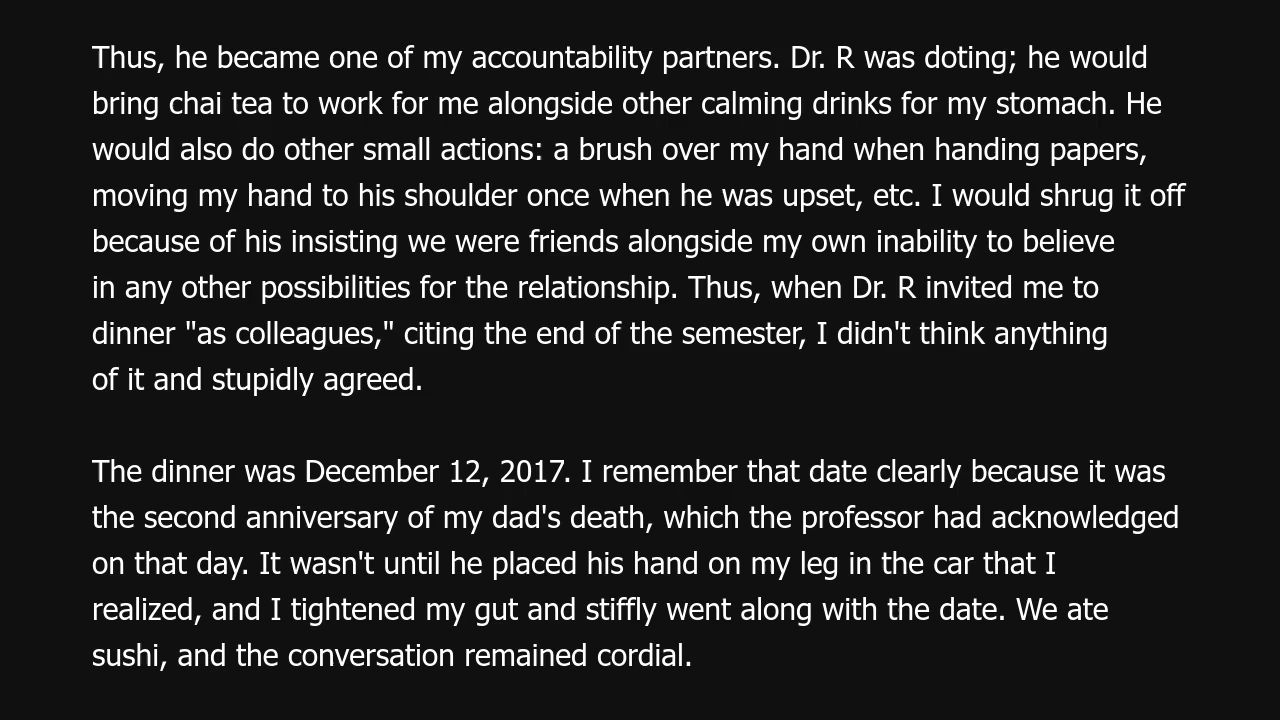 Thus, he became one of my accountability partners. Dr. R was doting; he would
bring chai tea to work for me alongside other calming drinks for my stomach. He
would also do other small actions: a brush over my hand when handing papers,
moving my hand to his shoulder once when he was upset, etc. I would shrug it off
because of his insisting we were friends alongside my own inability to believe
in any other possibilities for the relationship. Thus, when Dr. R invited me to
dinner "as colleagues," citing the end of the semester, I didn't think anything
of it and stupidly agreed.
The dinner was December 12, 2017. I remember that date clearly because it was
the second anniversary of my dad's death, which the professor had acknowledged
on that day. It wasn't until he placed his hand on my leg in the car that I
realized, and I tightened my gut and stiffly went along with the date. We ate
sushi, and the conversation remained cordial.